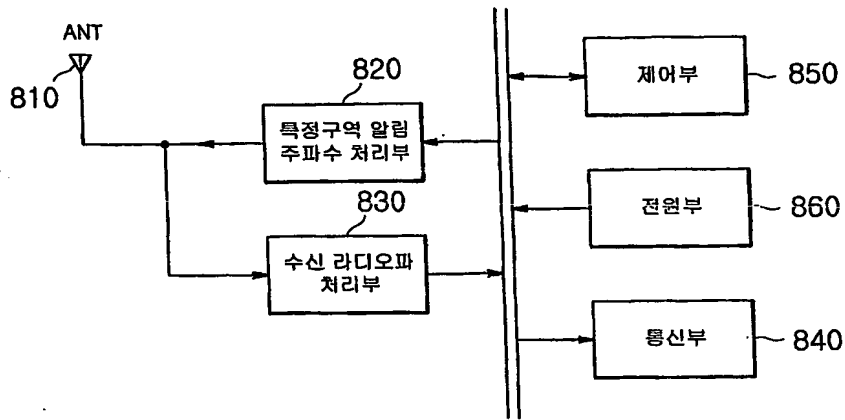 ANT
810
820
특정구역 알림
주파수 처리부
830
수신 라디오파
처리부
제어부
850
전원부
860
통신부
840